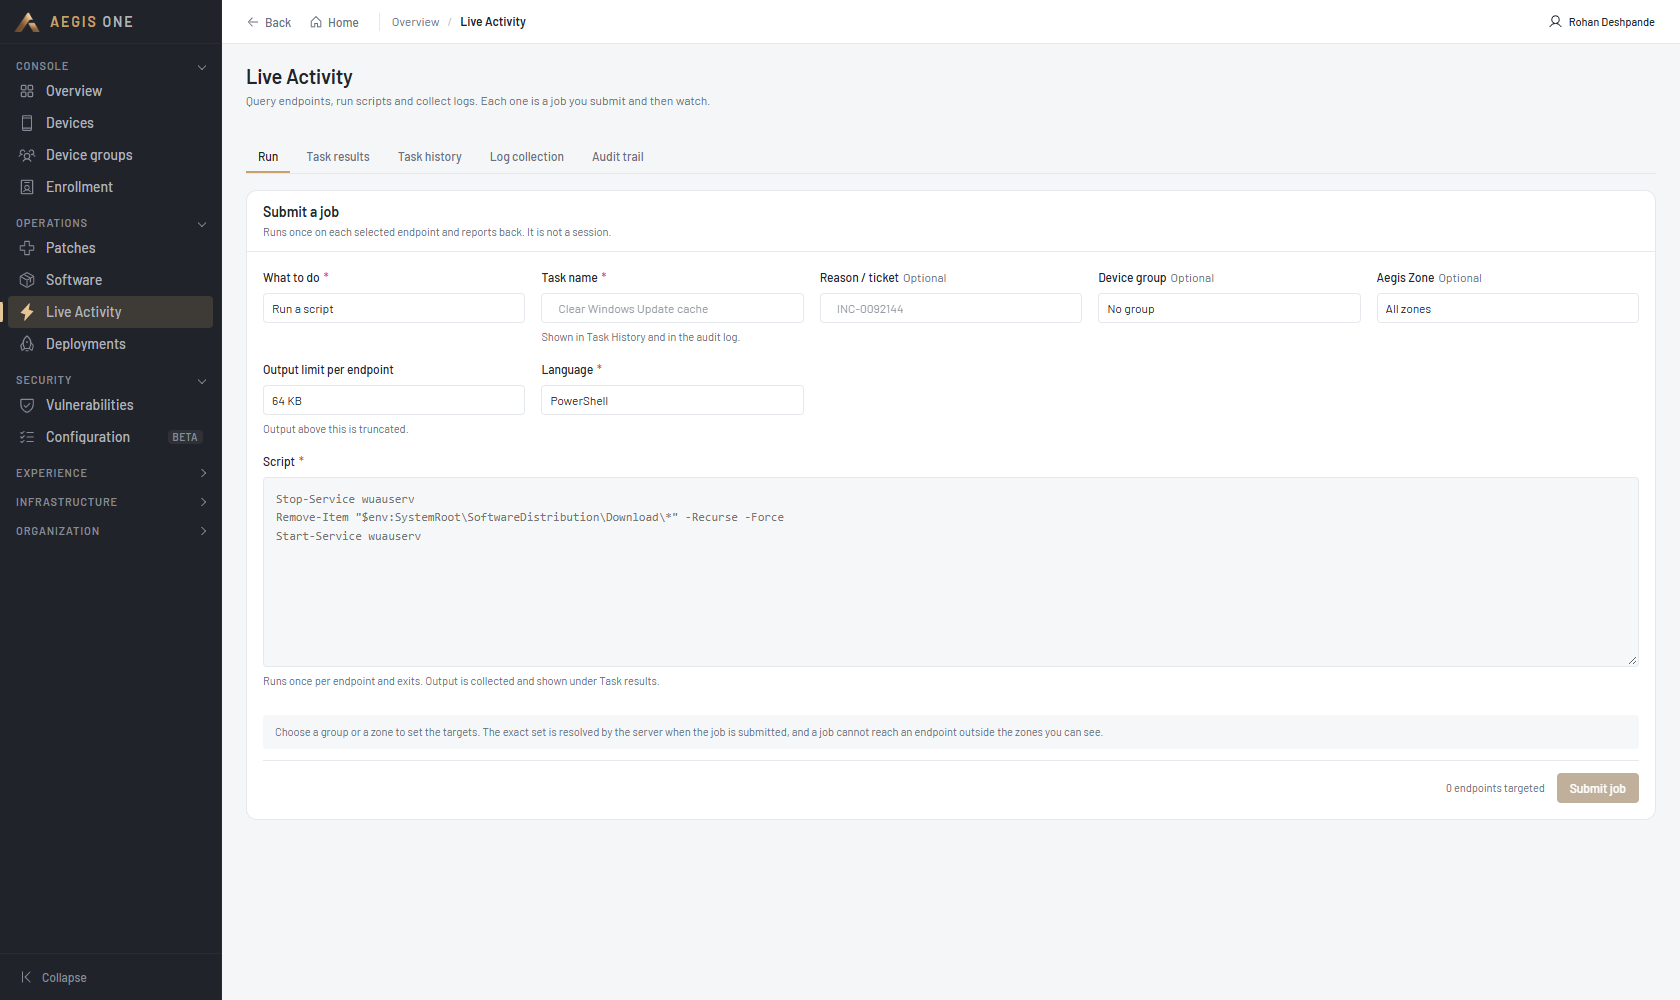 AEGIS ONE
CONSOLE
Overview
Devices
Device groups
Enrollment
OPERATIONS
Patches
Software
Live Activity
Deployments
SECURITY
Vulnerabilities
Configuration BETA
EXPERIENCE
INFRASTRUCTURE
ORGANIZATION
Collapse
Back Home Overview / Live Activity
Rohan Deshpande
Live Activity
Query endpoints, run scripts and collect logs. Each one is a job you submit and then watch.
Run Task results Task history Log collection Audit trail
Submit a job
Runs once on each selected endpoint and reports back. It is not a session.
What to do * Task name * Reason / ticket Optional Device group Optional Aegis Zone Optional
Run a script Clear Windows Update cache INC-0092144 No group All zones
Shown in Task History and in the audit log.
Output limit per endpoint Language *
64 KB PowerShell
Output above this is truncated.
Script *
Stop-Service wuauserv
Remove-Item "$env:SystemRoot\SoftwareDistribution\Download\*" -Recurse -Force
Start-Service wuauserv
Runs once per endpoint and exits. Output is collected and shown under Task results.
Choose a group or a zone to set the targets. The exact set is resolved by the server when the job is submitted, and a job cannot reach an endpoint outside the zones you can see.
0 endpoints targeted Submit job